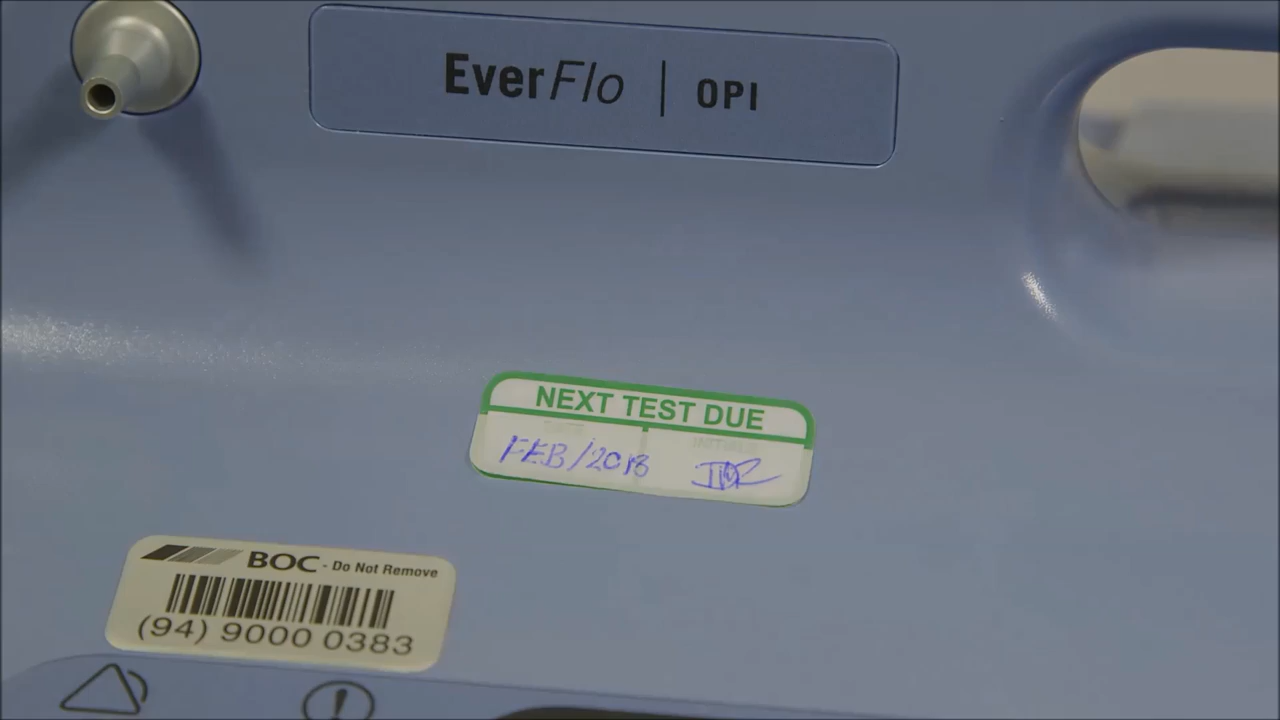 EverFlo | OPI
NEXT TEST DUE
FEB/2018
BOC - Do Not Remove
(94) 9000 0383